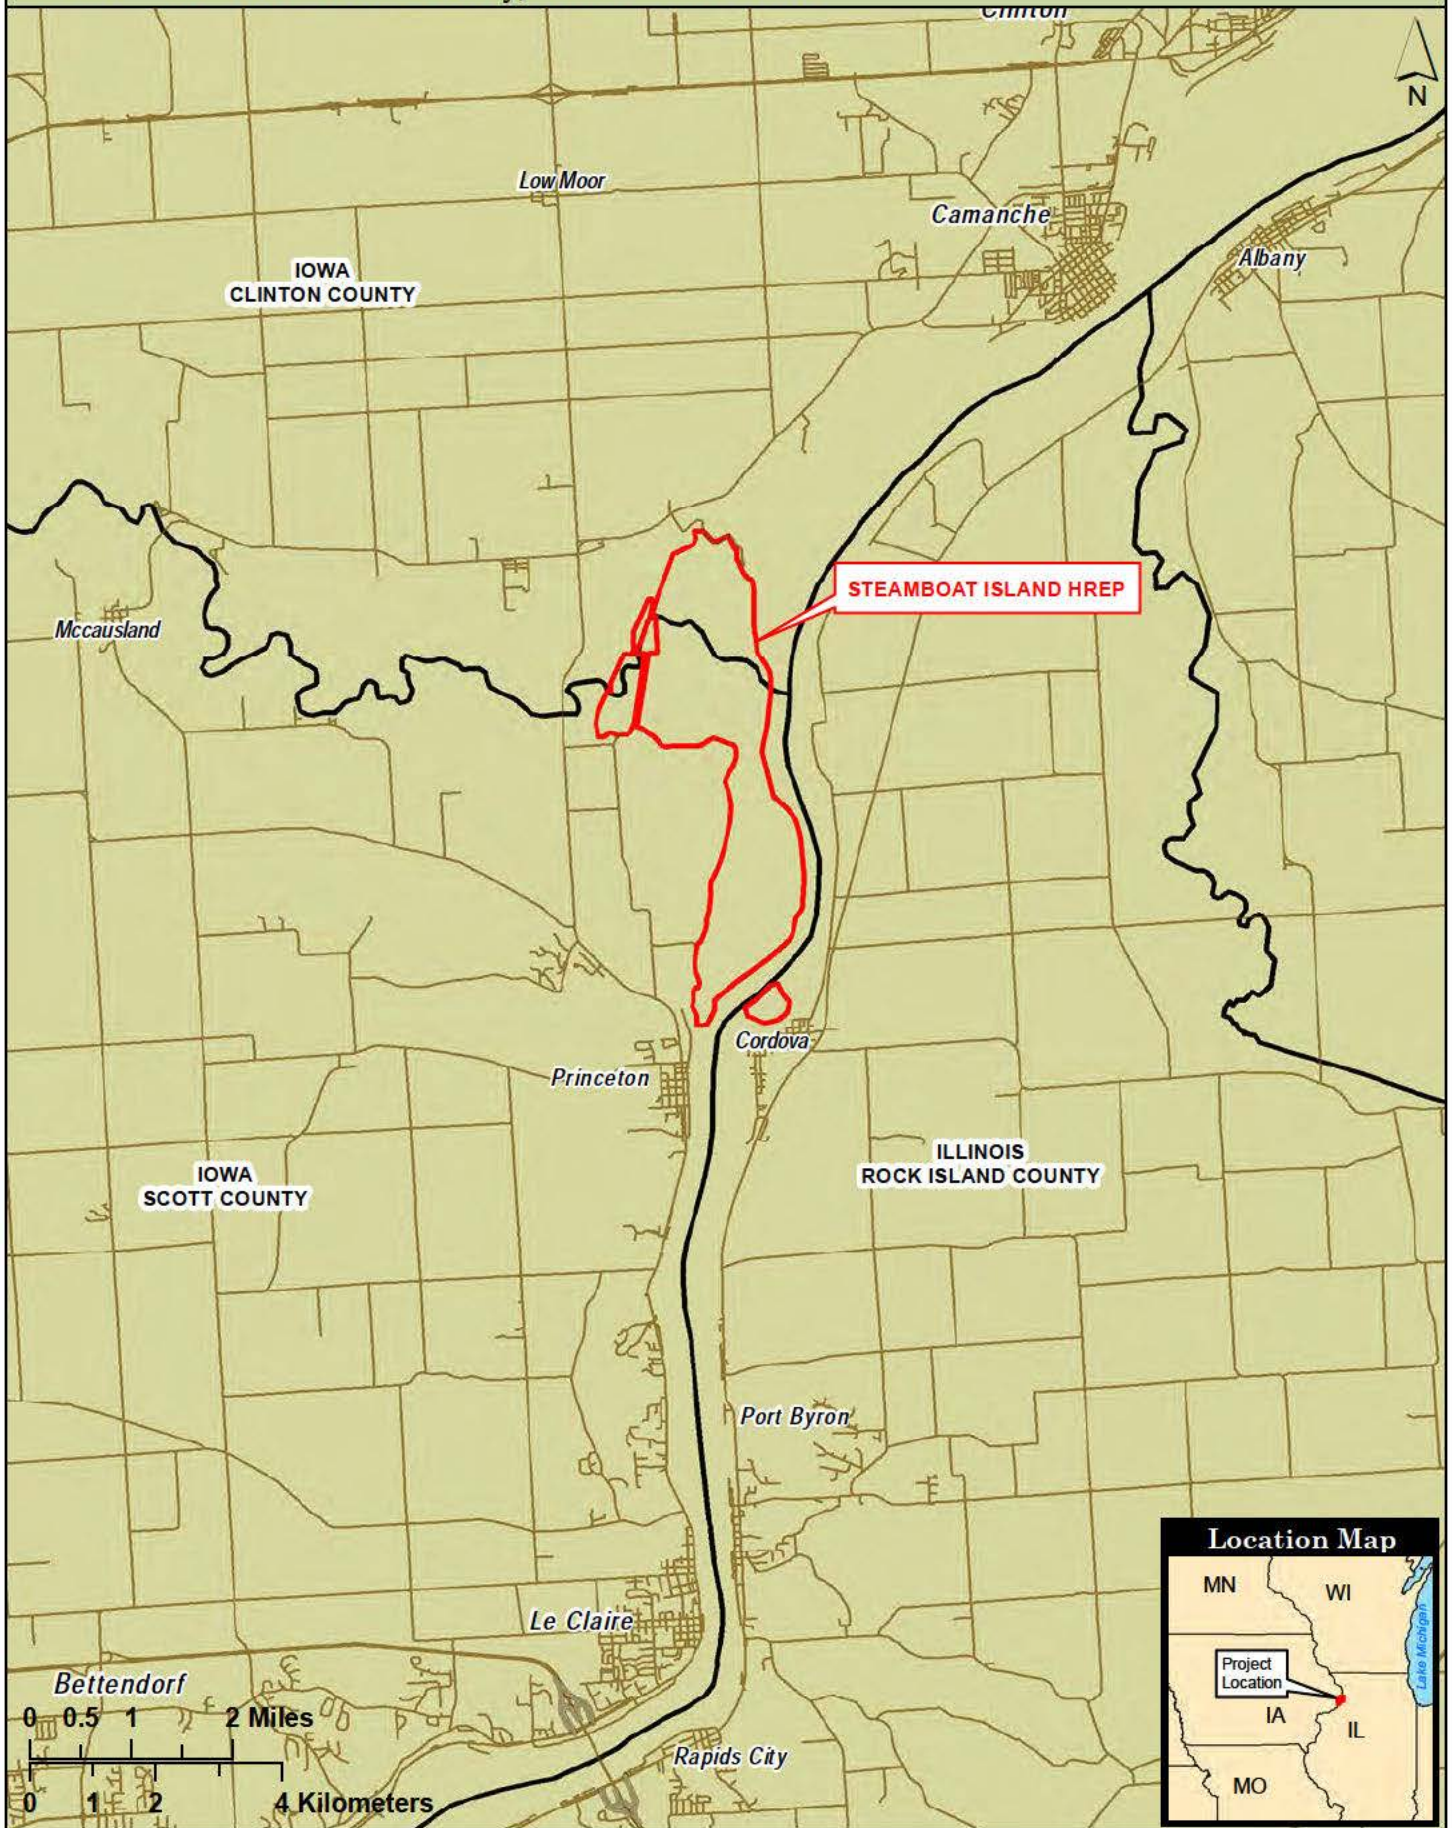 Clinton
N
Low Moor
Camanche
Albany
IOWA
CLINTON COUNTY
STEAMBOAT ISLAND HREP
Mccausland
Cordova
Princeton
IOWA
SCOTT COUNTY
ILLINOIS
ROCK ISLAND COUNTY
Port Byron
Le Claire
Bettendorf
Rapids City
0 0.5 1 2 Miles
0 1 2 4 Kilometers
Location Map
MN
WI
Lake Michigan
Project
Location
IA
IL
MO